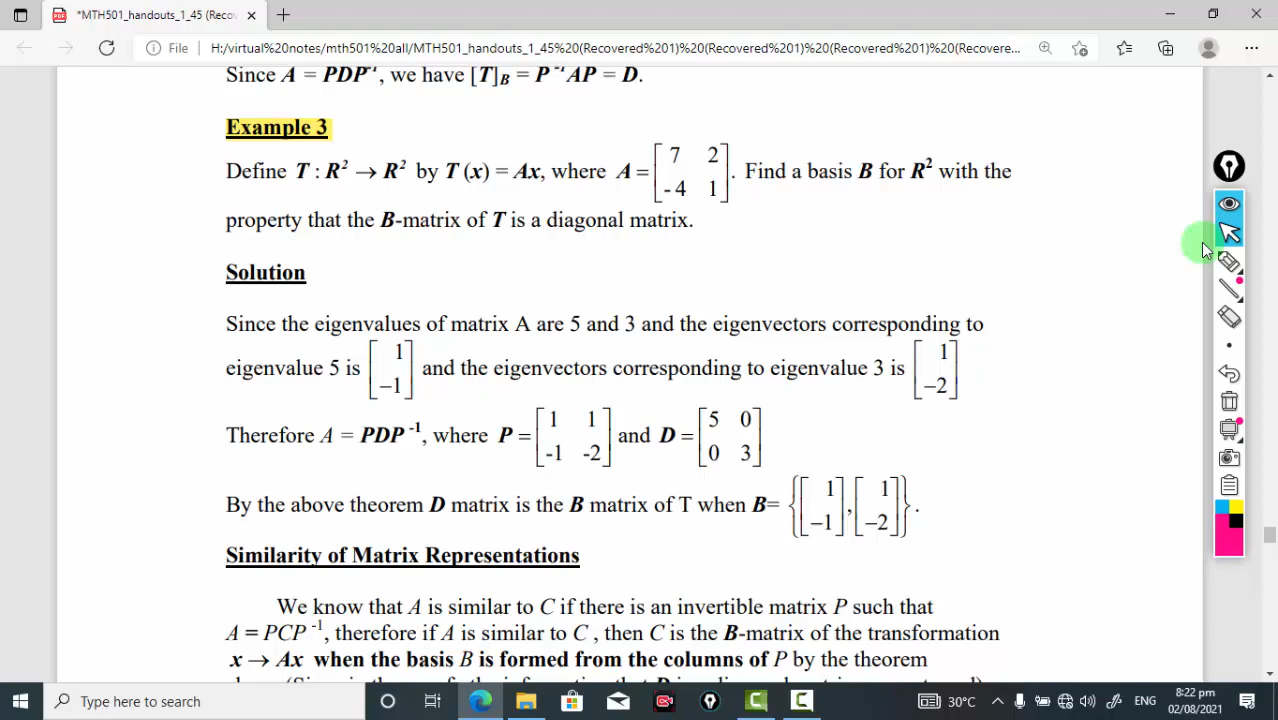 *MTH501_handouts_1_45 (Reco
File H:/virtual%20notes/mth501%20all/MTH501_handouts_1_45%20(Recovered%201)%20(Recovered%201)%20(Recovere...
Since A = PDP⁻¹, we have [T]B = P⁻¹AP = D.
Example 3
Define T : R² → R² by T (x) = Ax, where A = [7 2; -4 1]. Find a basis B for R² with the
property that the B-matrix of T is a diagonal matrix.
Solution
Since the eigenvalues of matrix A are 5 and 3 and the eigenvectors corresponding to
eigenvalue 5 is [1; −1] and the eigenvectors corresponding to eigenvalue 3 is [1; −2]
Therefore A = PDP -1, where P = [1 1; -1 -2] and D = [5 0; 0 3]
By the above theorem D matrix is the B matrix of T when B= {[1; −1], [1; −2]}.
Similarity of Matrix Representations
We know that A is similar to C if there is an invertible matrix P such that
A = PCP -1, therefore if A is similar to C , then C is the B-matrix of the transformation
x → Ax when the basis B is formed from the columns of P by the theorem
Type here to search
30°C
ENG
8:22 pm
02/08/2021